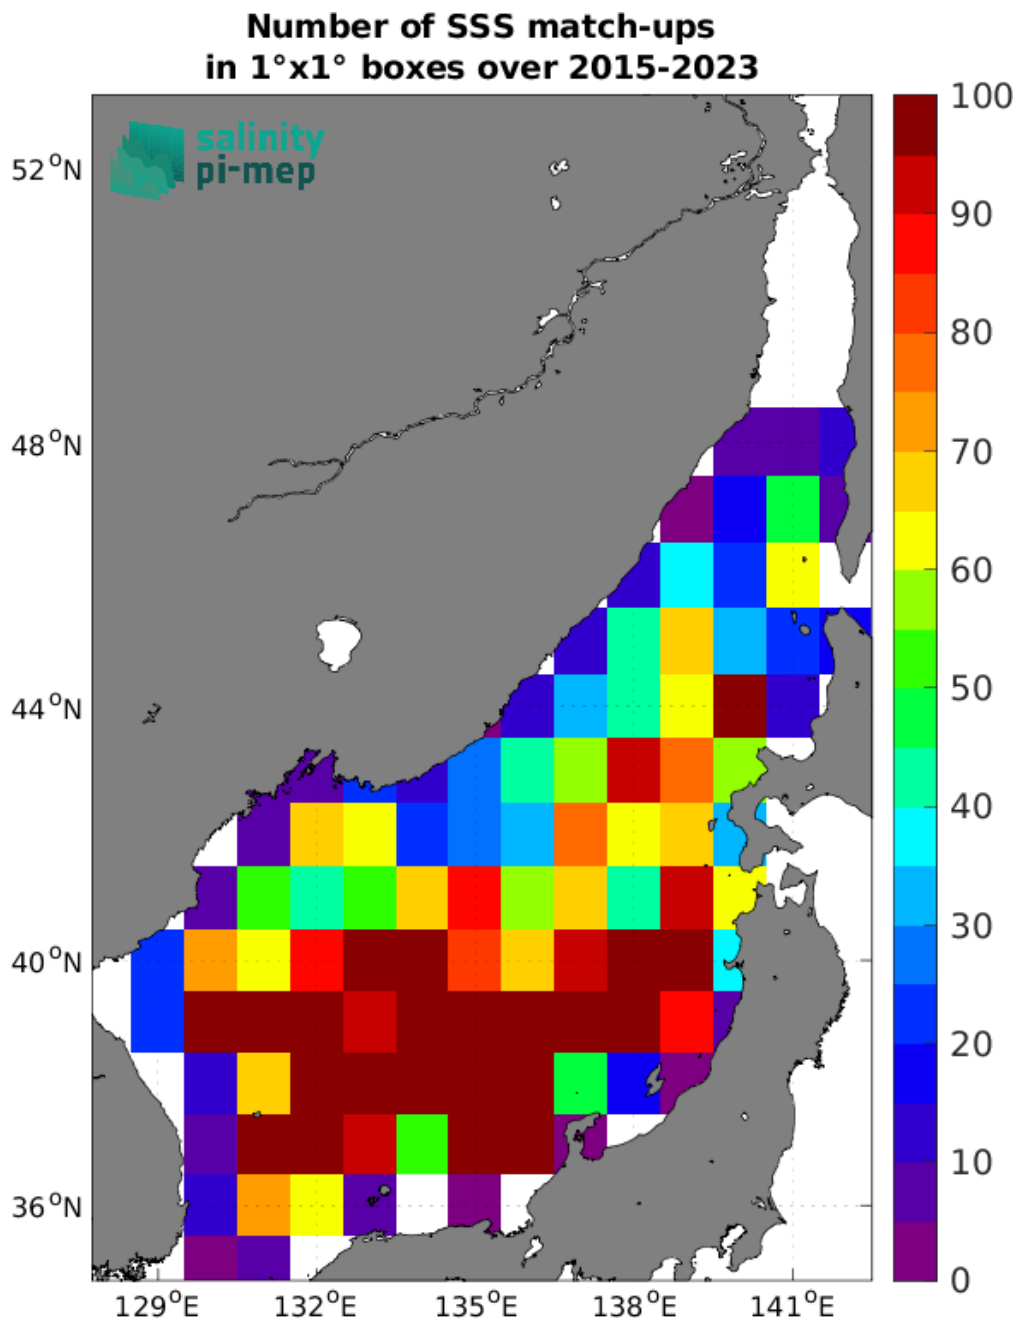 Number of SSS match-ups
in 1°x1° boxes over 2015-2023
salinity
pi-mep
52°N
48°N
44°N
40°N
36°N
129°E
132°E
135°E
138°E
141°E
100
90
80
70
60
50
40
30
20
10
0